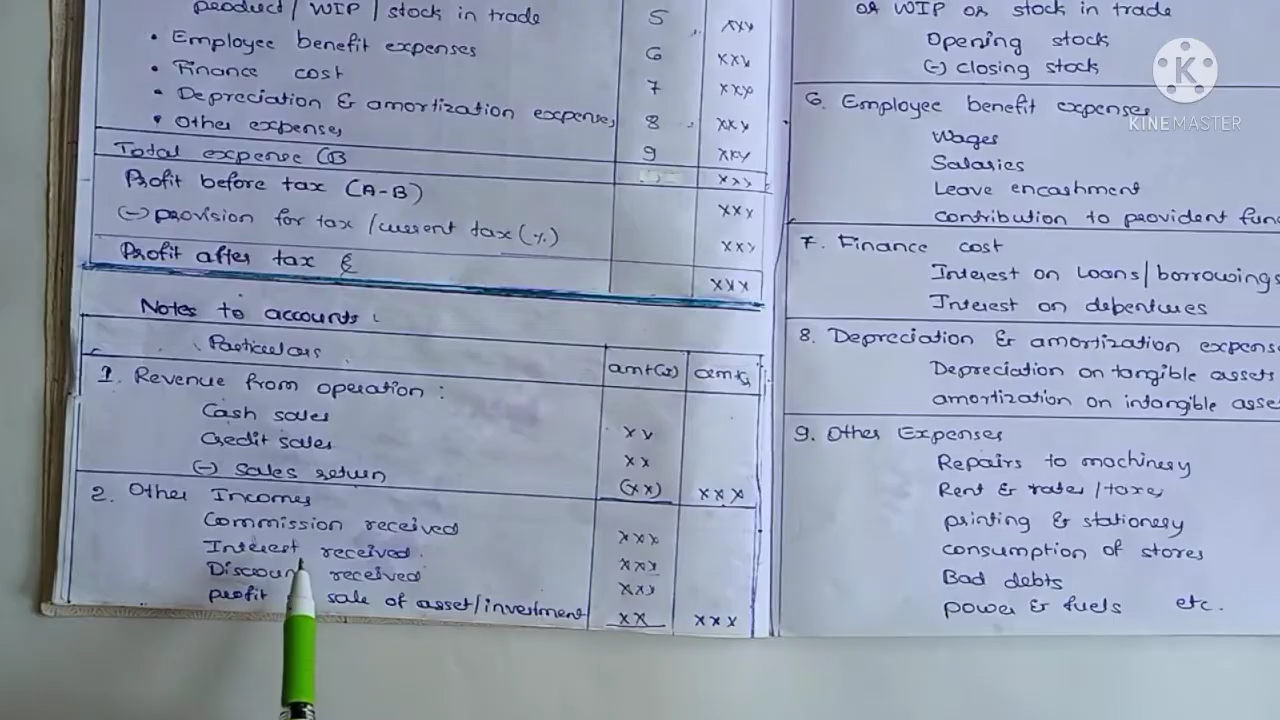 product / WIP / stock in trade 5 xxx
• Employee benefit expenses 6 xxx
• Finance cost 7 xxx
• Depreciation & amortization expenses 8 xxx
• Other expenses 9 xxx
Total expense (B xxx
Profit before tax (A-B) xxx
(-) provision for tax / current tax (%) xxx
Profit after tax xxx
Notes to accounts
Particulars amt(₹) amt
1. Revenue from operation :
Cash sales xx
Credit sales xx
(-) Sales return (xx) xxx
2. Other Incomes
Commission received xxx
Interest received. xxx
Discount received xxx
profit sale of asset/investment xx xxx
or WIP or stock in trade
Opening stock
(-) closing stock
6. Employee benefit expenses
Wages
Salaries
Leave encashment
contribution to provident fun
7. Finance cost
Interest on Loans/borrowings
Interest on debentures
8. Depreciation & amortization expens
Depreciation on tangible assets
amortization on intangible asse
9. Other Expenses
Repairs to machinery
Rent & rates/taxes
printing & stationery
consumption of stores
Bad debts
power & fuels etc.
K
KINEMASTER